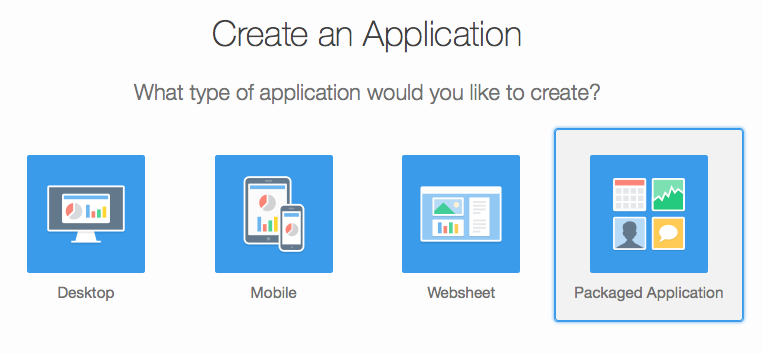 Create an Application
What type of application would you like to create?
Desktop
Mobile
Websheet
Packaged Application